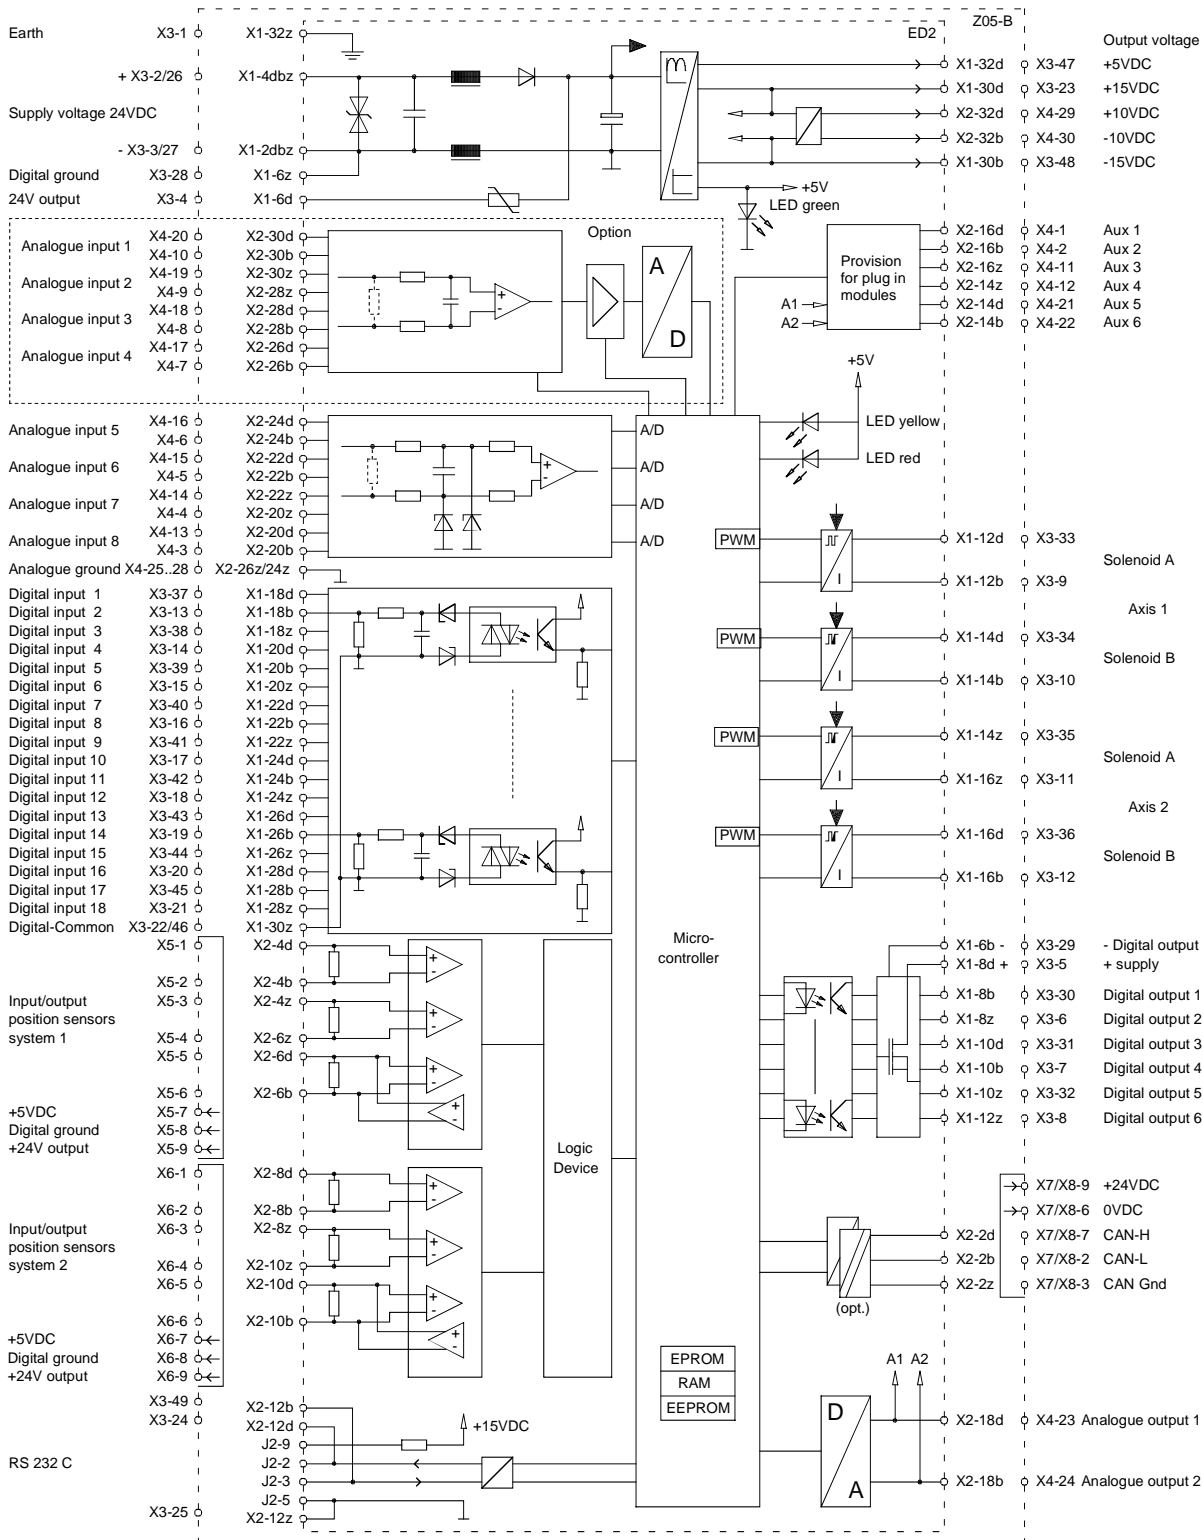 Z05-B
ED2
Output voltage
Earth X3-1 X1-32z
+ X3-2/26 X1-4dbz X1-32d X3-47 +5VDC
X1-30d X3-23 +15VDC
Supply voltage 24VDC X2-32d X4-29 +10VDC
X2-32b X4-30 -10VDC
- X3-3/27 X1-2dbz X1-30b X3-48 -15VDC
Digital ground X3-28 X1-6z
+5V
24V output X3-4 X1-6d LED green
Option
Analogue input 1 X4-20 X2-30d
X4-10 X2-30b
Analogue input 2 X4-19 X2-30z
X4-9 X2-28z
Analogue input 3 X4-18 X2-28d
X4-8 X2-28b
Analogue input 4 X4-17 X2-26d
X4-7 X2-26b
+
-
A
D
Provision
for plug in
modules
A1
A2
X2-16d X4-1 Aux 1
X2-16b X4-2 Aux 2
X2-16z X4-11 Aux 3
X2-14z X4-12 Aux 4
X2-14d X4-21 Aux 5
X2-14b X4-22 Aux 6
+5V
LED yellow
LED red
Analogue input 5 X4-16 X2-24d A/D
X4-6 X2-24b
Analogue input 6 X4-15 X2-22d A/D
X4-5 X2-22b
Analogue input 7 X4-14 X2-22z A/D
X4-4 X2-20z
Analogue input 8 X4-13 X2-20d A/D
X4-3 X2-20b
+
-
Analogue ground X4-25..28 X2-26z/24z
PWM X1-12d X3-33
Solenoid A
X1-12b X3-9
Axis 1
PWM X1-14d X3-34
Solenoid B
X1-14b X3-10
PWM X1-14z X3-35
Solenoid A
X1-16z X3-11
Axis 2
PWM X1-16d X3-36
Solenoid B
X1-16b X3-12
Digital input 1 X3-37 X1-18d
Digital input 2 X3-13 X1-18b
Digital input 3 X3-38 X1-18z
Digital input 4 X3-14 X1-20d
Digital input 5 X3-39 X1-20b
Digital input 6 X3-15 X1-20z
Digital input 7 X3-40 X1-22d
Digital input 8 X3-16 X1-22b
Digital input 9 X3-41 X1-22z
Digital input 10 X3-17 X1-24d
Digital input 11 X3-42 X1-24b
Digital input 12 X3-18 X1-24z
Digital input 13 X3-43 X1-26d
Digital input 14 X3-19 X1-26b
Digital input 15 X3-44 X1-26z
Digital input 16 X3-20 X1-28d
Digital input 17 X3-45 X1-28b
Digital input 18 X3-21 X1-28z
Digital-Common X3-22/46 X1-30z
Micro-
controller
X1-6b - X3-29 - Digital output
X1-8d + X3-5 + supply
X1-8b X3-30 Digital output 1
X1-8z X3-6 Digital output 2
X1-10d X3-31 Digital output 3
X1-10b X3-7 Digital output 4
X1-10z X3-32 Digital output 5
X1-12z X3-8 Digital output 6
X5-1 X2-4d + -
X5-2 X2-4b
Input/output X5-3 X2-4z + -
position sensors
system 1 X5-4 X2-6z
X5-5 X2-6d + -
X5-6 X2-6b
+5VDC X5-7
Digital ground X5-8
+24V output X5-9
Logic
Device
X6-1 X2-8d + -
X6-2 X2-8b
Input/output X6-3 X2-8z + -
position sensors
system 2 X6-4 X2-10z
X6-5 X2-10d + -
X6-6 X2-10b
+5VDC X6-7
Digital ground X6-8
+24V output X6-9
X7/X8-9 +24VDC
X7/X8-6 0VDC
X2-2d X7/X8-7 CAN-H
X2-2b X7/X8-2 CAN-L
X2-2z X7/X8-3 CAN Gnd
(opt.)
EPROM
RAM
EEPROM
A1 A2
D
A
X2-18d X4-23 Analogue output 1
X2-18b X4-24 Analogue output 2
X3-49 X2-12b
X3-24 X2-12d
+15VDC
J2-9
RS 232 C J2-2
J2-3
J2-5
X3-25 X2-12z